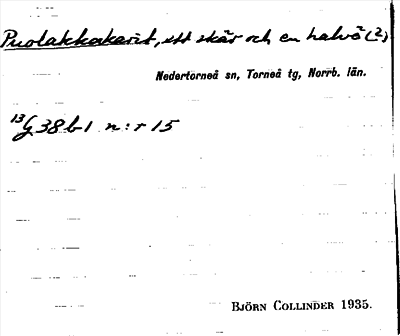 Puolakkakarit, ett skär och en halvö (2)
Nedertorneå sn, Torneå tg, Norrb. län.
13 G 38 b 1 n:r 15
BJÖRN COLLINDER 1935.